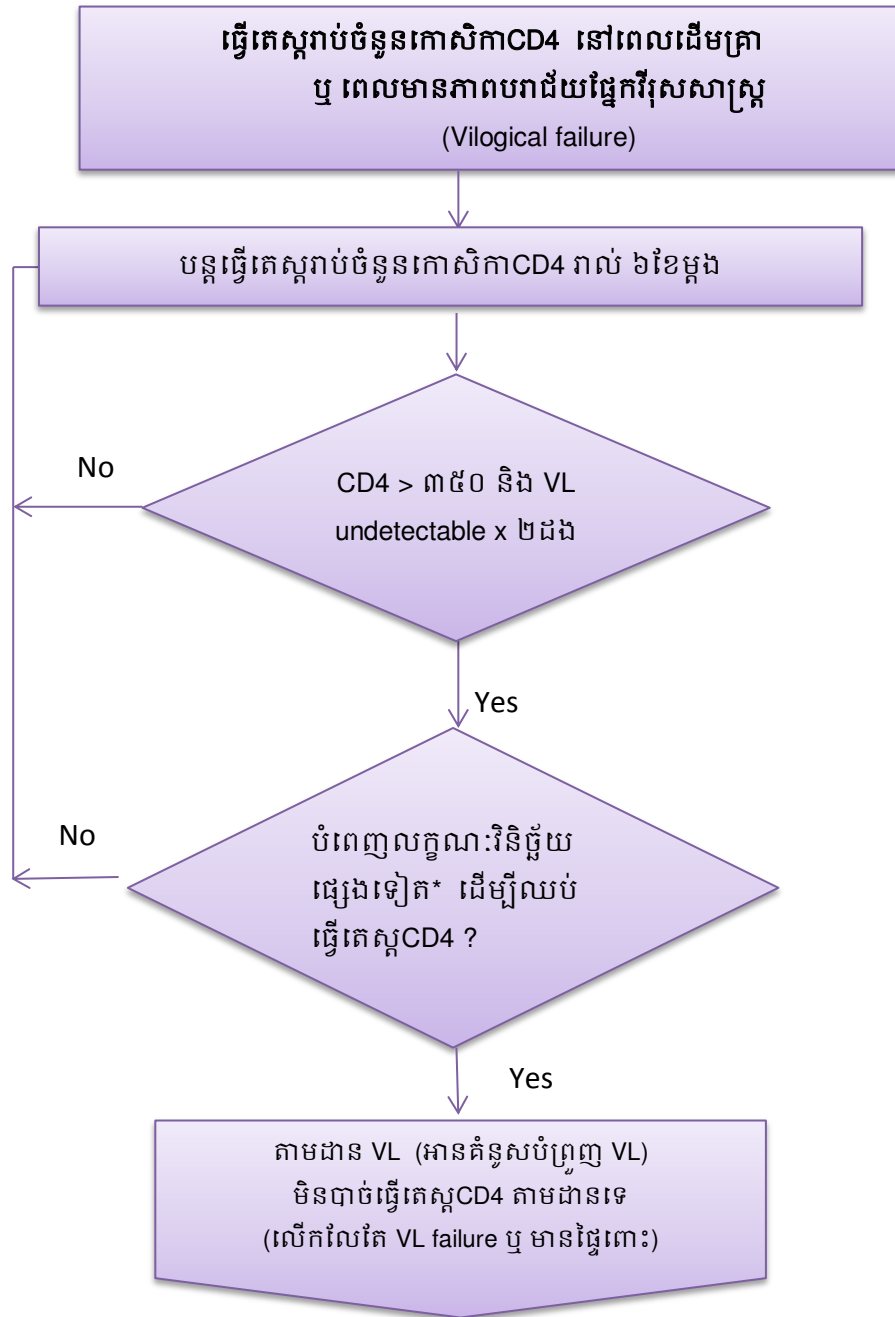 ធ្វើតេស្តរាប់ចំនួនកោសិកាCD4 នៅពេលដើមគ្រា
ឬ ពេលមានភាពបរាជ័យផ្នែកវីរុសសាស្ត្រ
(Vilogical failure)
បន្តធ្វើតេស្តរាប់ចំនួនកោសិកាCD4 រាល់ ៦ខែម្តង
No
CD4 > ៣៥០ និង VL
undetectable x ២ដង
Yes
No
បំពេញលក្ខណៈវិនិច្ឆ័យ
ផ្សេងទៀត* ដើម្បីឈប់
ធ្វើតេស្តCD4 ?
Yes
តាមដាន VL (អានគំនូសបំព្រួញ VL)
មិនបាច់ធ្វើតេស្តCD4 តាមដានទេ
(លើកលែតែ VL failure ឬ មានផ្ទៃពោះ)